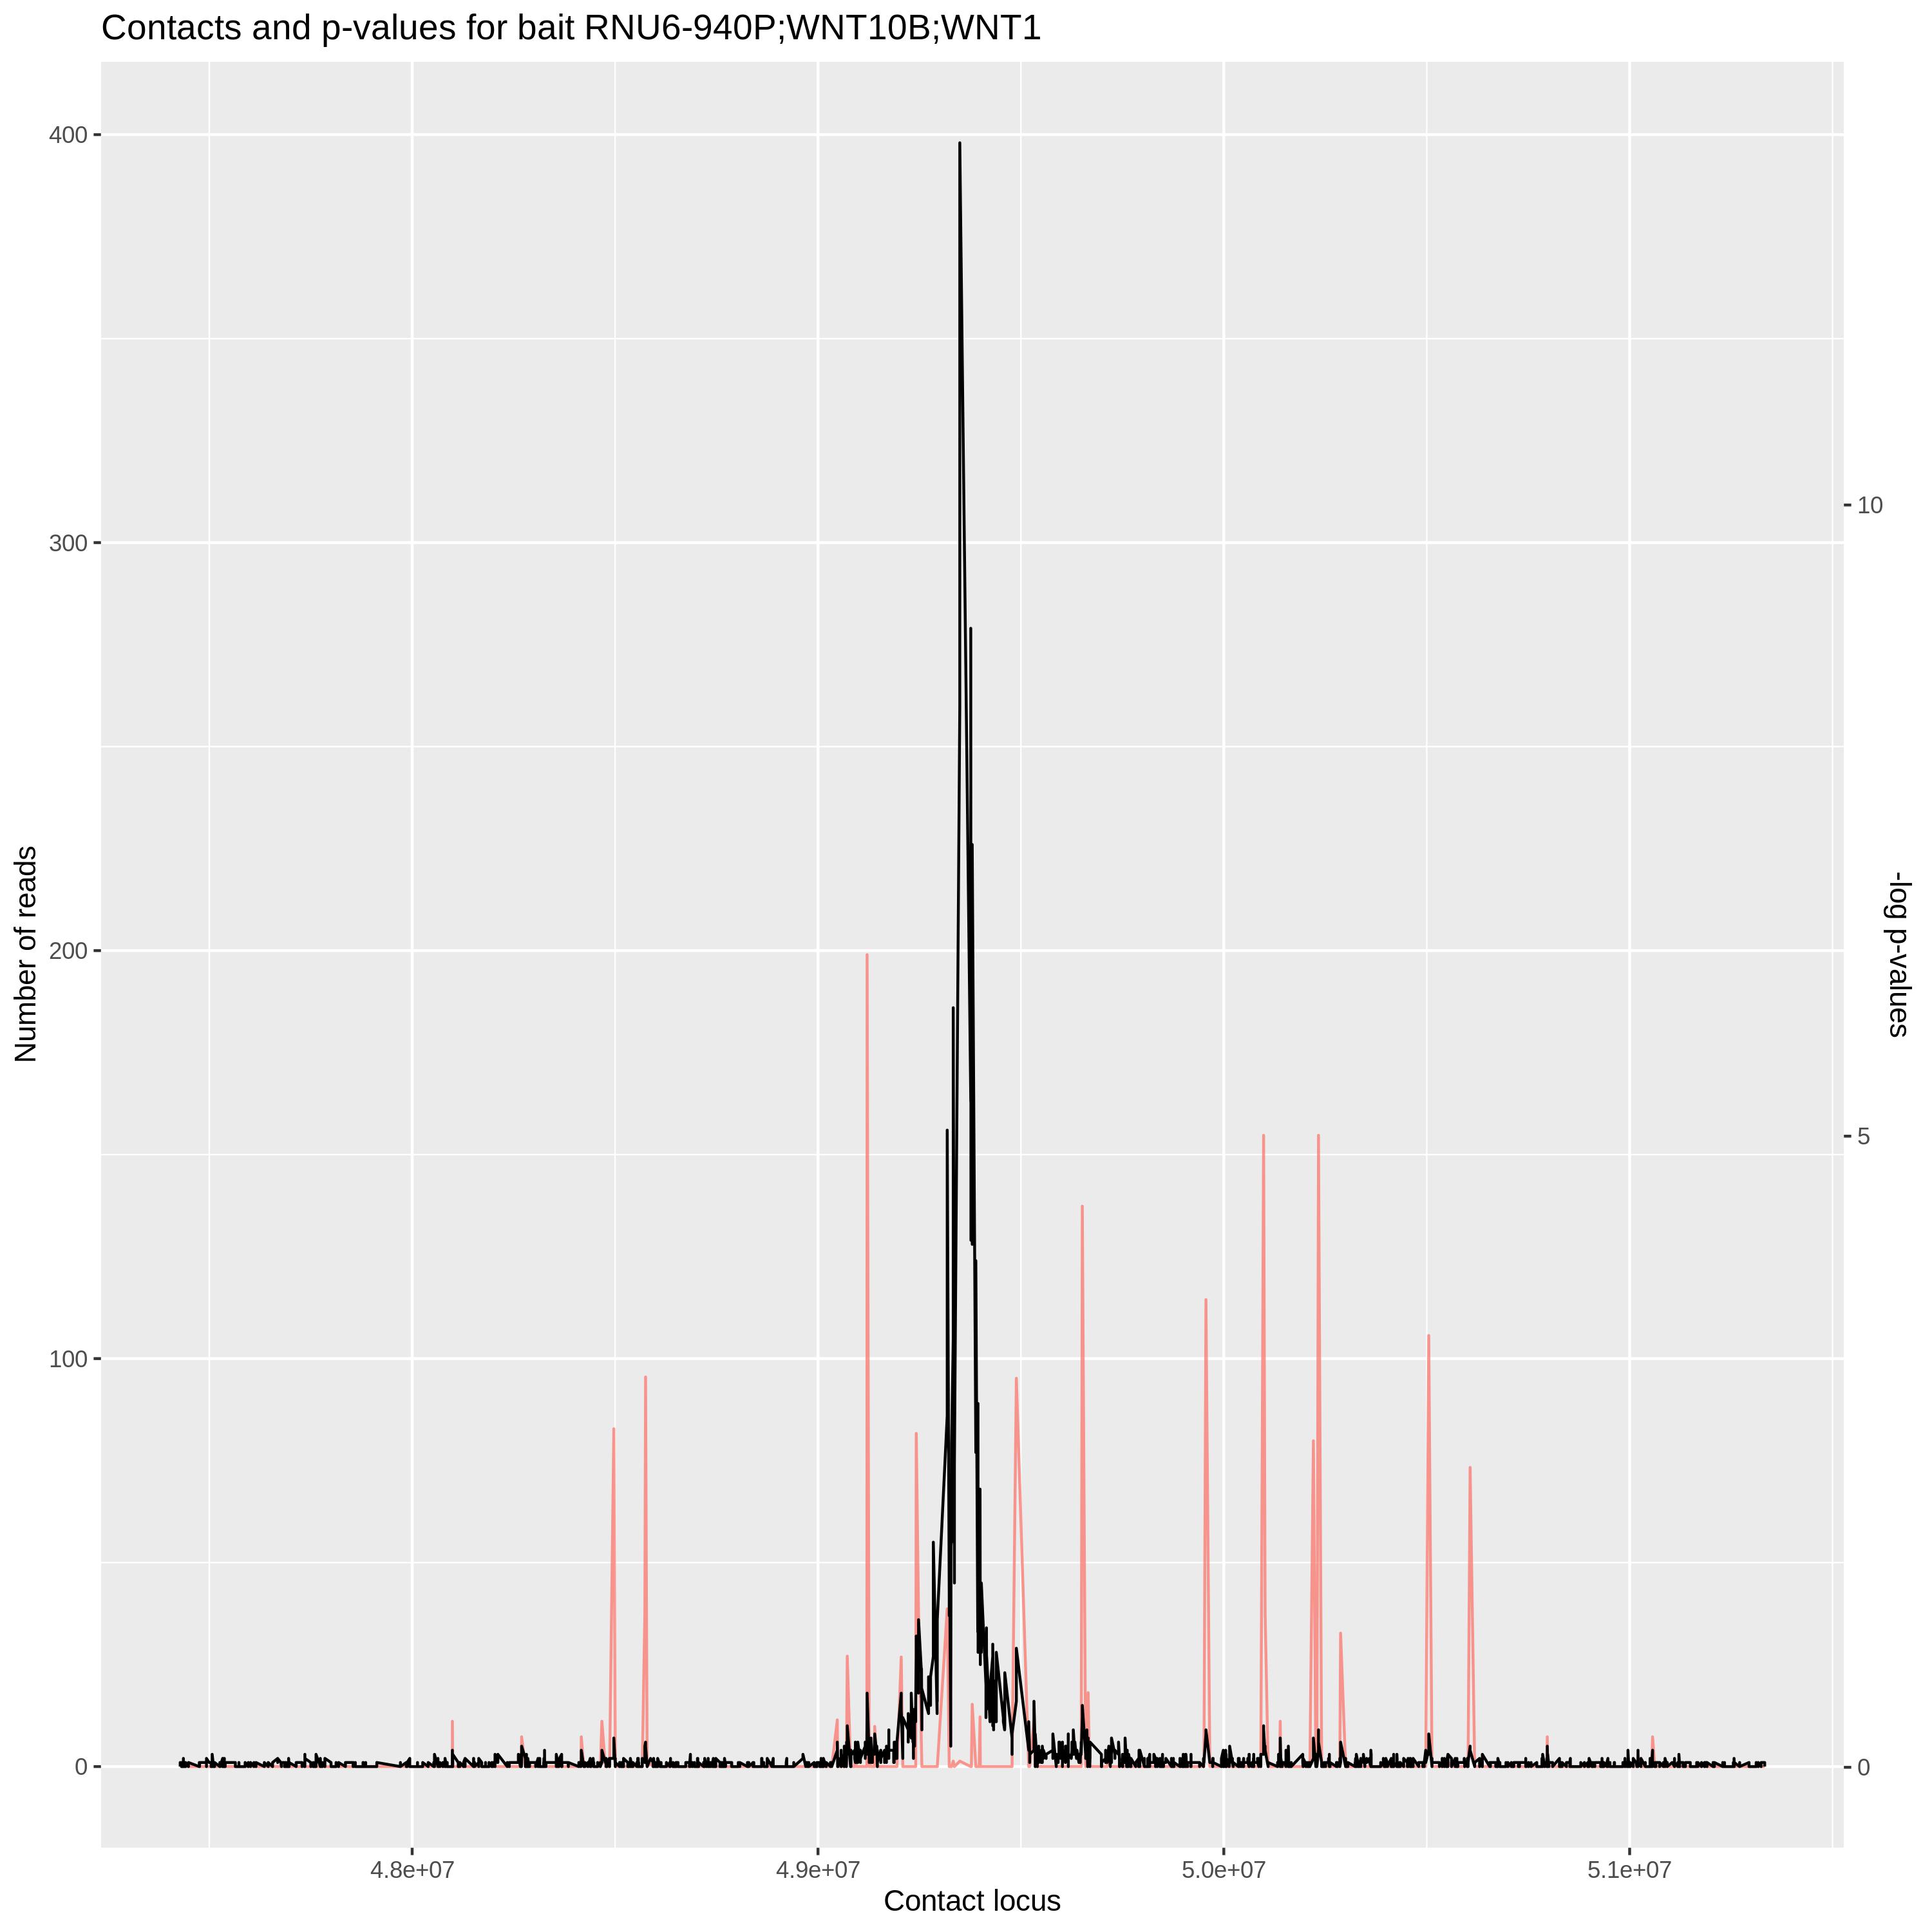 Contacts and p-values for bait RNU6-940P;WNT10B;WNT1
400
300
200
100
0
Number of reads
10
5
0
-log p-values
4.8e+07
4.9e+07
5.0e+07
5.1e+07
Contact locus